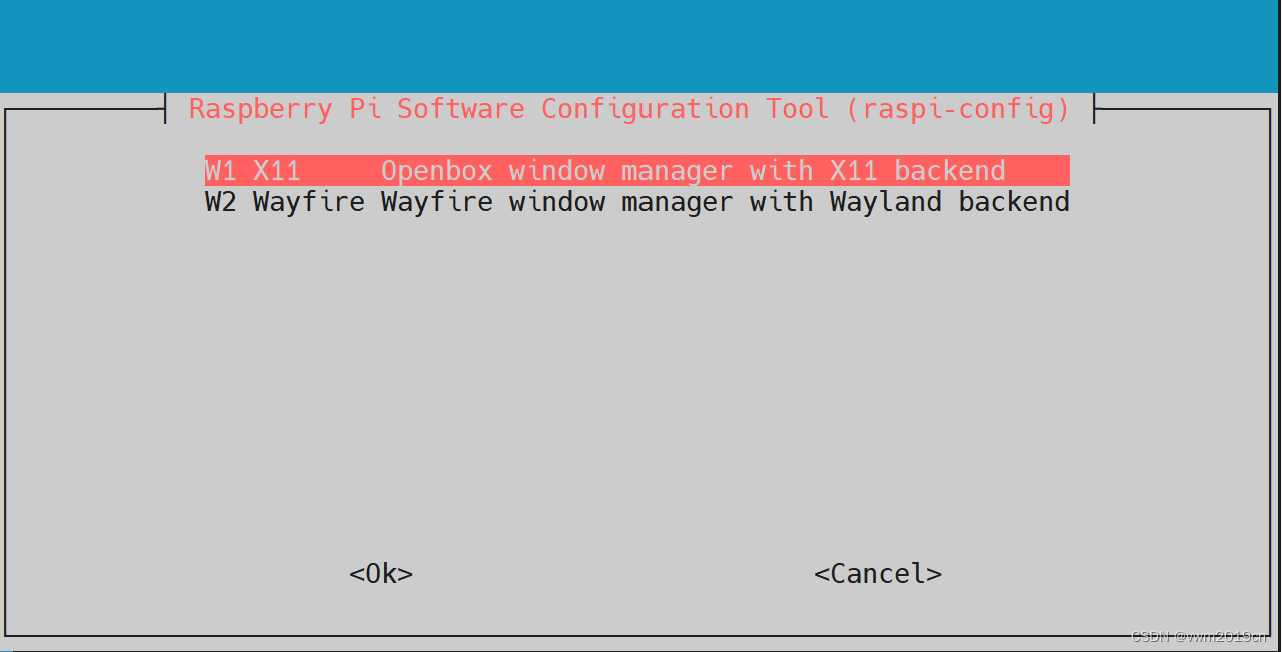 Raspberry Pi Software Configuration Tool (raspi-config)
W1 X11 Openbox window manager with X11 backend
W2 Wayfire Wayfire window manager with Wayland backend
<Ok> <Cancel>
CSDN @vwm2019cn